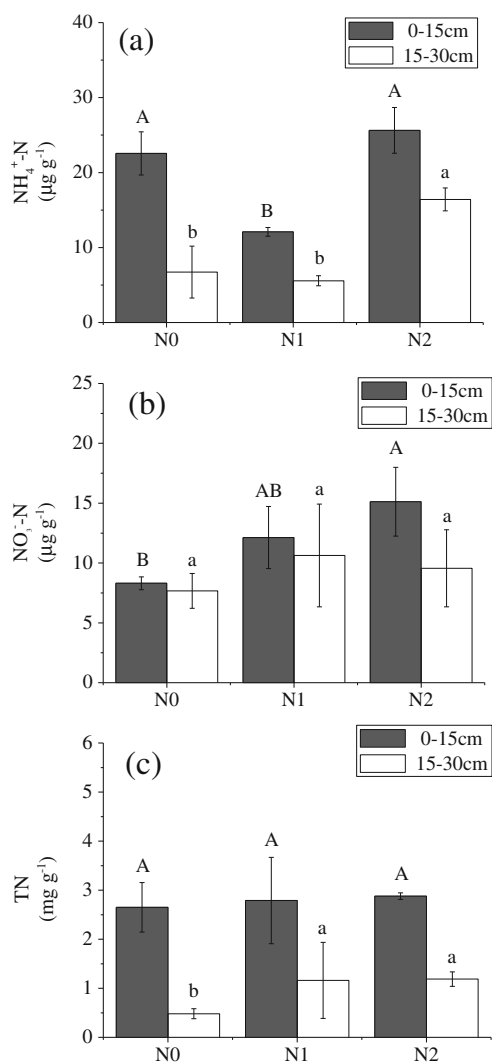 (a)
0-15cm
15-30cm
NH₄⁺-N
(μg g⁻¹)
40
30
20
10
0
A
b
B
b
A
a
N0 N1 N2
(b)
0-15cm
15-30cm
NO₃⁻-N
(μg g⁻¹)
25
20
15
10
5
0
B
a
AB
a
A
a
N0 N1 N2
(c)
0-15cm
15-30cm
TN
(mg g⁻¹)
6
5
4
3
2
1
0
A
b
A
a
A
a
N0 N1 N2